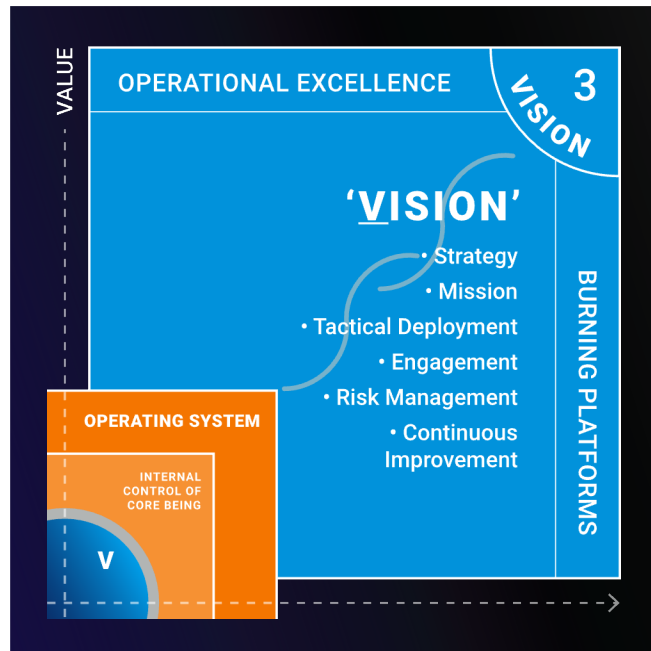 VALUE
OPERATIONAL EXCELLENCE
3
VISION
‘VISION’
• Strategy
• Mission
• Tactical Deployment
• Engagement
• Risk Management
• Continuous
Improvement
BURNING PLATFORMS
OPERATING SYSTEM
INTERNAL
CONTROL OF
CORE BEING
V